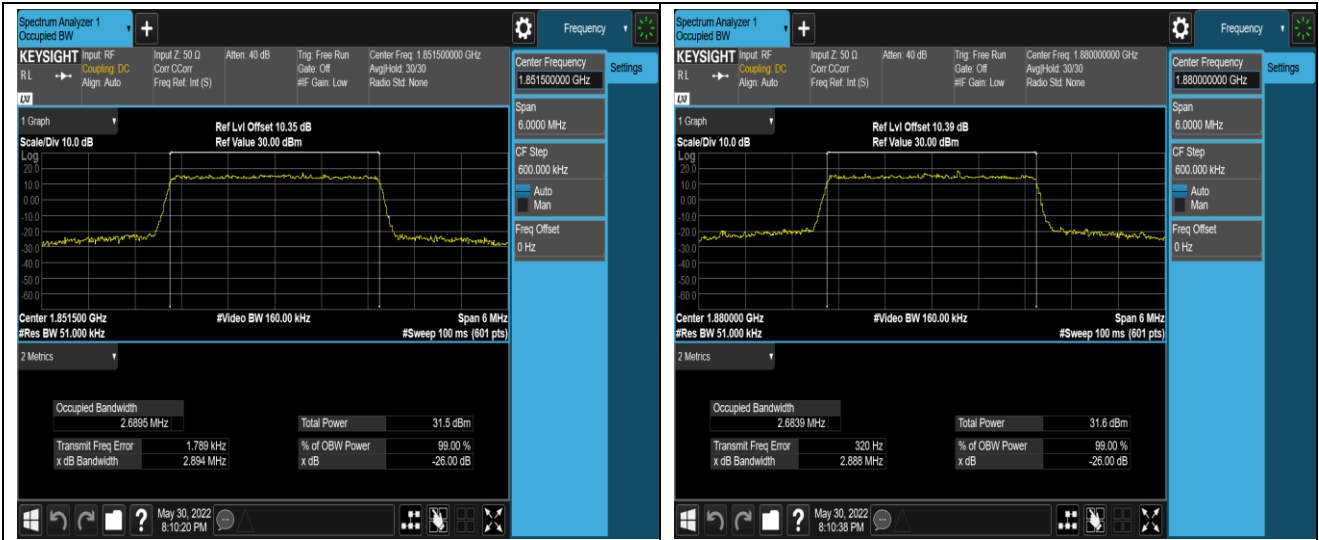 Spectrum Analyzer 1
Occupied BW
+
Frequency
KEYSIGHT
Input: RF
Coupling: DC
Align: Auto
Input Z: 50 Ω
Corr CCorr
Freq Ref: Int (S)
Atten: 40 dB
Trig: Free Run
Gate: Off
#IF Gain: Low
Center Freq: 1.851500000 GHz
Avg|Hold: 30/30
Radio Std: None
RL
LXI
Center Frequency
1.851500000 GHz
Settings
Span
6.0000 MHz
CF Step
600.000 kHz
Auto
Man
Freq Offset
0 Hz
1 Graph
Ref Lvl Offset 10.35 dB
Scale/Div 10.0 dB
Ref Value 30.00 dBm
Log
20.0
10.0
0.00
-10.0
-20.0
-30.0
-40.0
-50.0
-60.0
Center 1.851500 GHz
#Video BW 160.00 kHz
Span 6 MHz
#Res BW 51.000 kHz
#Sweep 100 ms (601 pts)
2 Metrics
Occupied Bandwidth
2.6895 MHz
Total Power
31.5 dBm
Transmit Freq Error
1.789 kHz
% of OBW Power
99.00 %
x dB Bandwidth
2.894 MHz
x dB
-26.00 dB
?
May 30, 2022
8:10:20 PM
Spectrum Analyzer 1
Occupied BW
+
Frequency
KEYSIGHT
Input: RF
Coupling: DC
Align: Auto
Input Z: 50 Ω
Corr CCorr
Freq Ref: Int (S)
Atten: 40 dB
Trig: Free Run
Gate: Off
#IF Gain: Low
Center Freq: 1.880000000 GHz
Avg|Hold: 30/30
Radio Std: None
RL
LXI
Center Frequency
1.880000000 GHz
Settings
Span
6.0000 MHz
CF Step
600.000 kHz
Auto
Man
Freq Offset
0 Hz
1 Graph
Ref Lvl Offset 10.39 dB
Scale/Div 10.0 dB
Ref Value 30.00 dBm
Log
20.0
10.0
0.00
-10.0
-20.0
-30.0
-40.0
-50.0
-60.0
Center 1.880000 GHz
#Video BW 160.00 kHz
Span 6 MHz
#Res BW 51.000 kHz
#Sweep 100 ms (601 pts)
2 Metrics
Occupied Bandwidth
2.6839 MHz
Total Power
31.6 dBm
Transmit Freq Error
320 Hz
% of OBW Power
99.00 %
x dB Bandwidth
2.888 MHz
x dB
-26.00 dB
?
May 30, 2022
8:10:38 PM